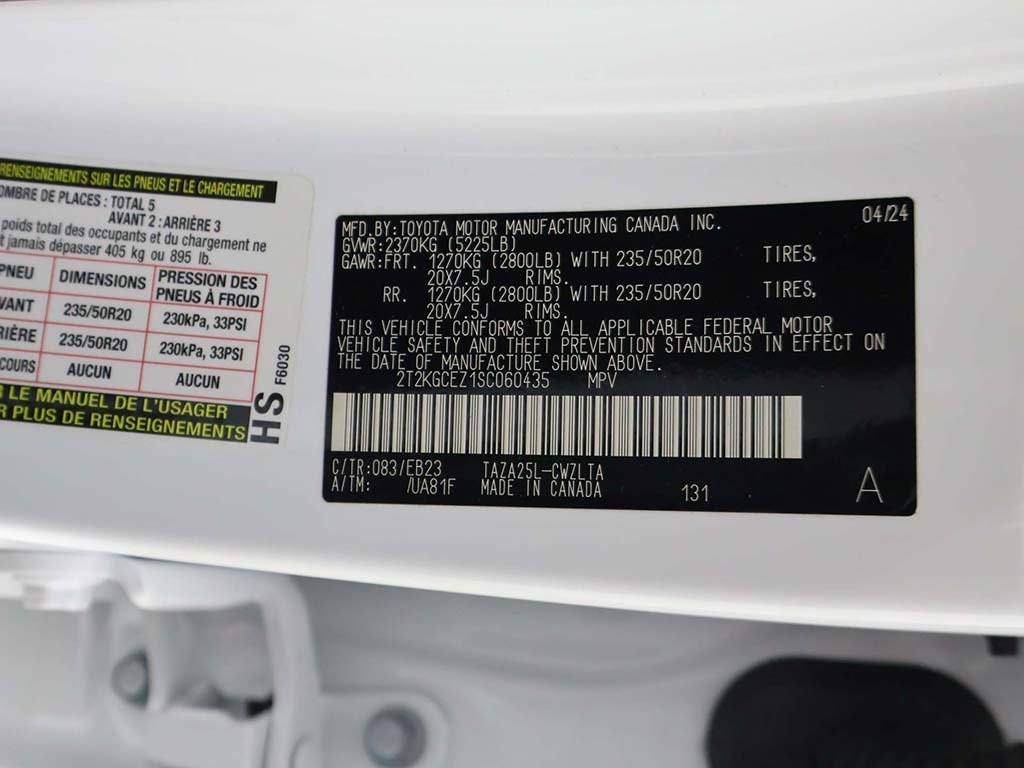 RENSEIGNEMENTS SUR LES PNEUS ET LE CHARGEMENT
OMBRE DE PLACES : TOTAL 5
AVANT 2 : ARRIÈRE 3
poids total des occupants et du chargement ne
t jamais dépasser 405 kg ou 895 lb.
PNEU DIMENSIONS PRESSION DES PNEUS À FROID
VANT 235/50R20 230kPa, 33PSI
RIÈRE 235/50R20 230kPa, 33PSI
COURS AUCUN AUCUN
R LE MANUEL DE L'USAGER
R PLUS DE RENSEIGNEMENTS
HS F6030
MFD.BY:TOYOTA MOTOR MANUFACTURING CANADA INC. 04/24
GVWR:2370KG (5225LB)
GAWR:FRT. 1270KG (2800LB) WITH 235/50R20 TIRES,
20X7.5J RIMS.
RR. 1270KG (2800LB) WITH 235/50R20 TIRES,
20X7.5J RIMS.
THIS VEHICLE CONFORMS TO ALL APPLICABLE FEDERAL MOTOR
VEHICLE SAFETY AND THEFT PREVENTION STANDARDS IN EFFECT ON
THE DATE OF MANUFACTURE SHOWN ABOVE.
2T2KGCEZ1SC060435 MPV
C/TR:083/EB23 TAZA25L-CWZLTA
A/TM: /UA81F MADE IN CANADA 131 A